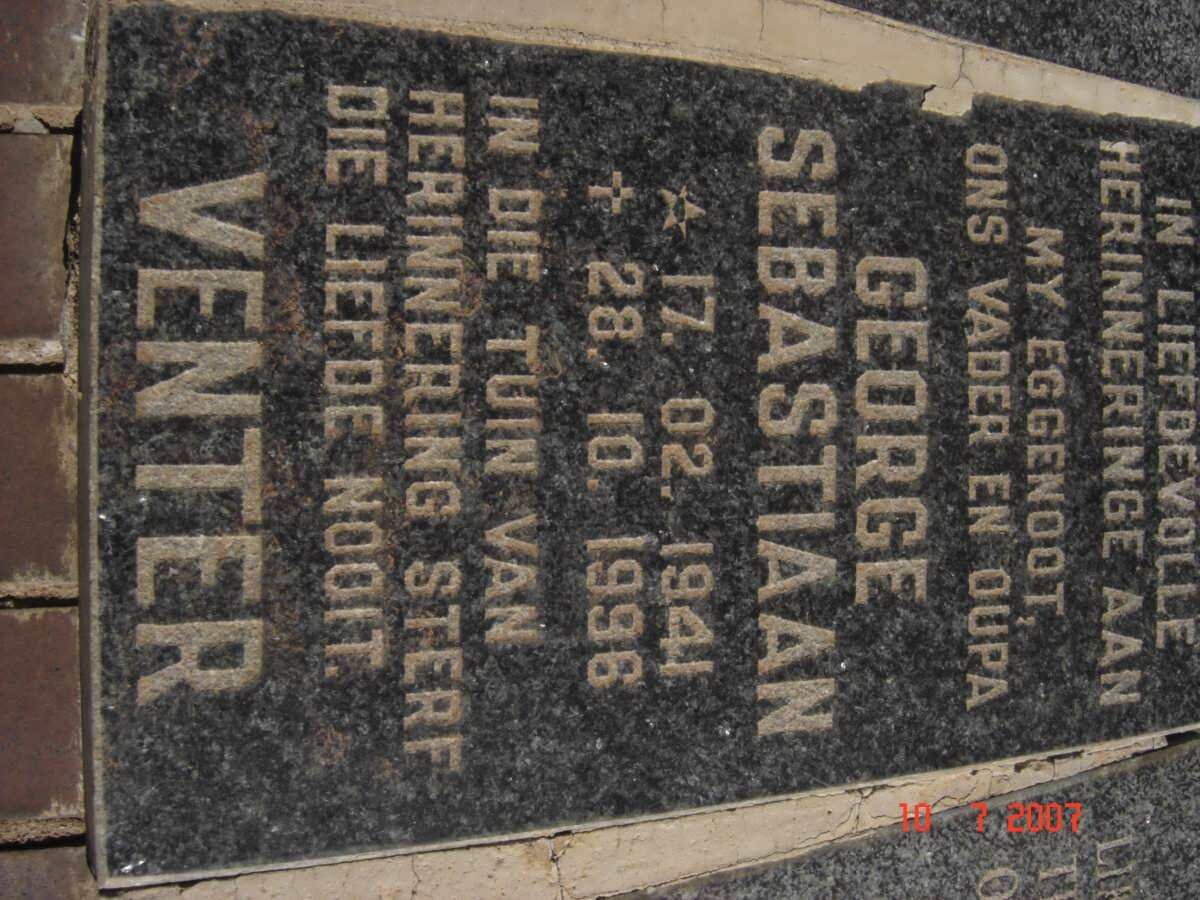 IN LIEFDEVOLLE
HERINNERINGE AAN
MY EGGENOOT,
ONS VADER EN OUPA
GEORGE
SEBASTIAAN
17. 02. 1941
† 28. 10. 1996
IN DIE TUIN VAN
HERINNERING STERF
DIE LIEFDE NOOIT.
VENTER
10 7 2007